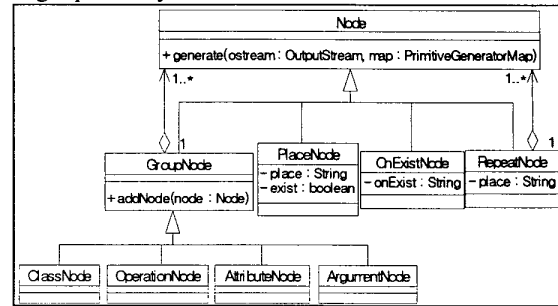 Node
+ generate(ostream : OutputStream, map : PrimitiveGeneratorMap)
1..*
1..*
1
1
GroupNode
+addNode(node : Node)
PlaceNode
- place : String
- exist : boolean
OnExistNode
- onExist : String
RepeatNode
- place : String
ClassNode
OperationNode
AttributeNode
ArgumentNode